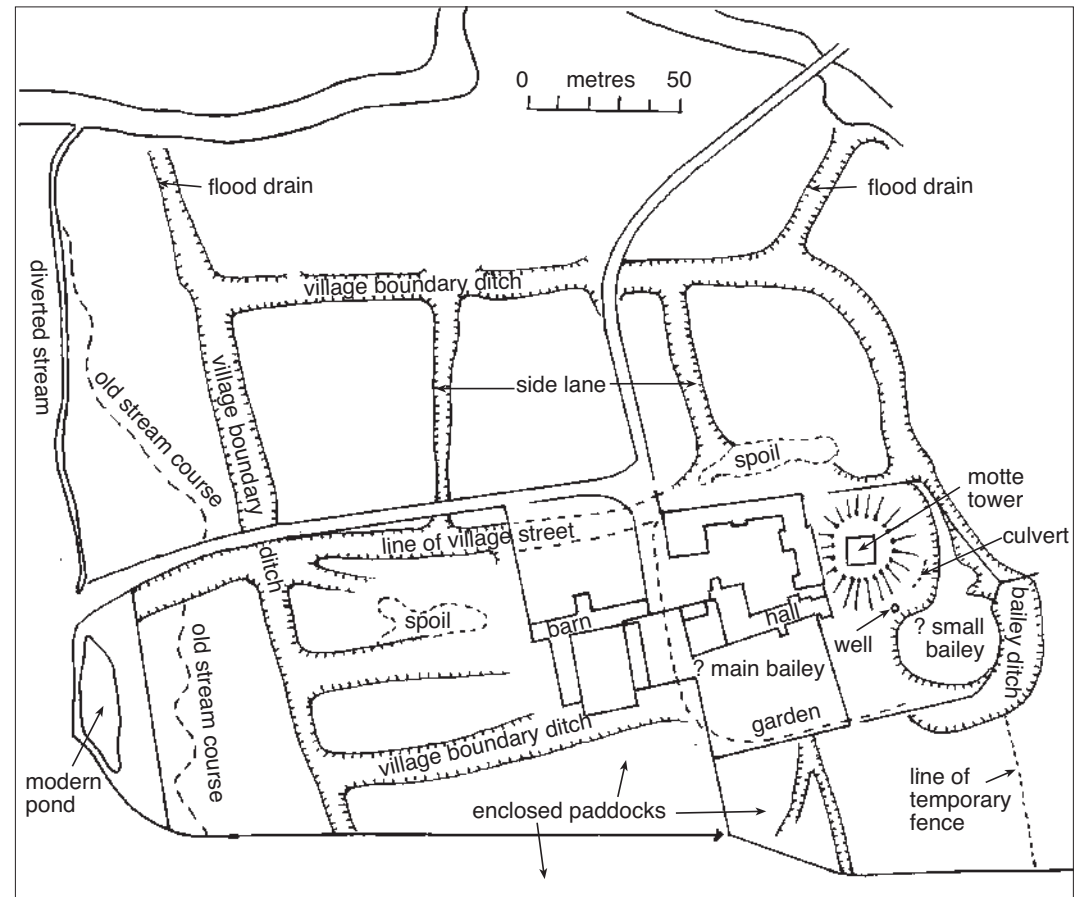 0 metres 50
flood drain
flood drain
diverted stream
village boundary ditch
old stream course
village boundary
side lane
spoil
motte
tower
culvert
line of village street
ditch
spoil
barn
hall
well
? small
bailey
bailey ditch
old stream course
? main bailey
garden
village boundary ditch
modern
pond
enclosed paddocks
line of
temporary
fence